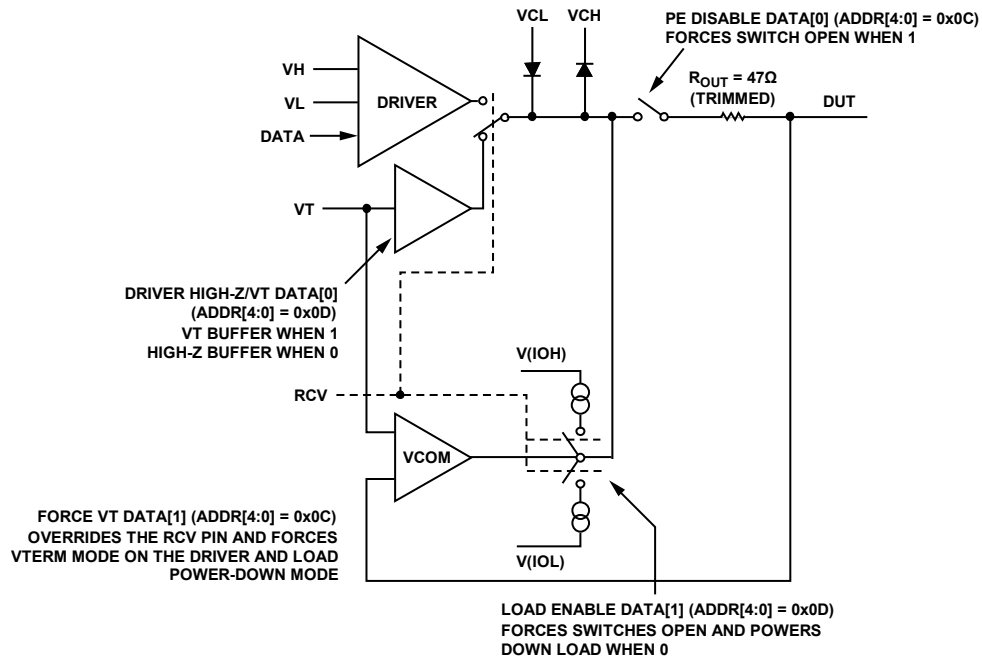 VCL
VCH
PE DISABLE DATA[0] (ADDR[4:0] = 0x0C)
FORCES SWITCH OPEN WHEN 1
ROUT = 47Ω
(TRIMMED)
DUT
VH
VL
DATA
DRIVER
VT
DRIVER HIGH-Z/VT DATA[0]
(ADDR[4:0] = 0x0D)
VT BUFFER WHEN 1
HIGH-Z BUFFER WHEN 0
V(IOH)
RCV
VCOM
FORCE VT DATA[1] (ADDR[4:0] = 0x0C)
OVERRIDES THE RCV PIN AND FORCES
VTERM MODE ON THE DRIVER AND LOAD
POWER-DOWN MODE
V(IOL)
LOAD ENABLE DATA[1] (ADDR[4:0] = 0x0D)
FORCES SWITCHES OPEN AND POWERS
DOWN LOAD WHEN 0